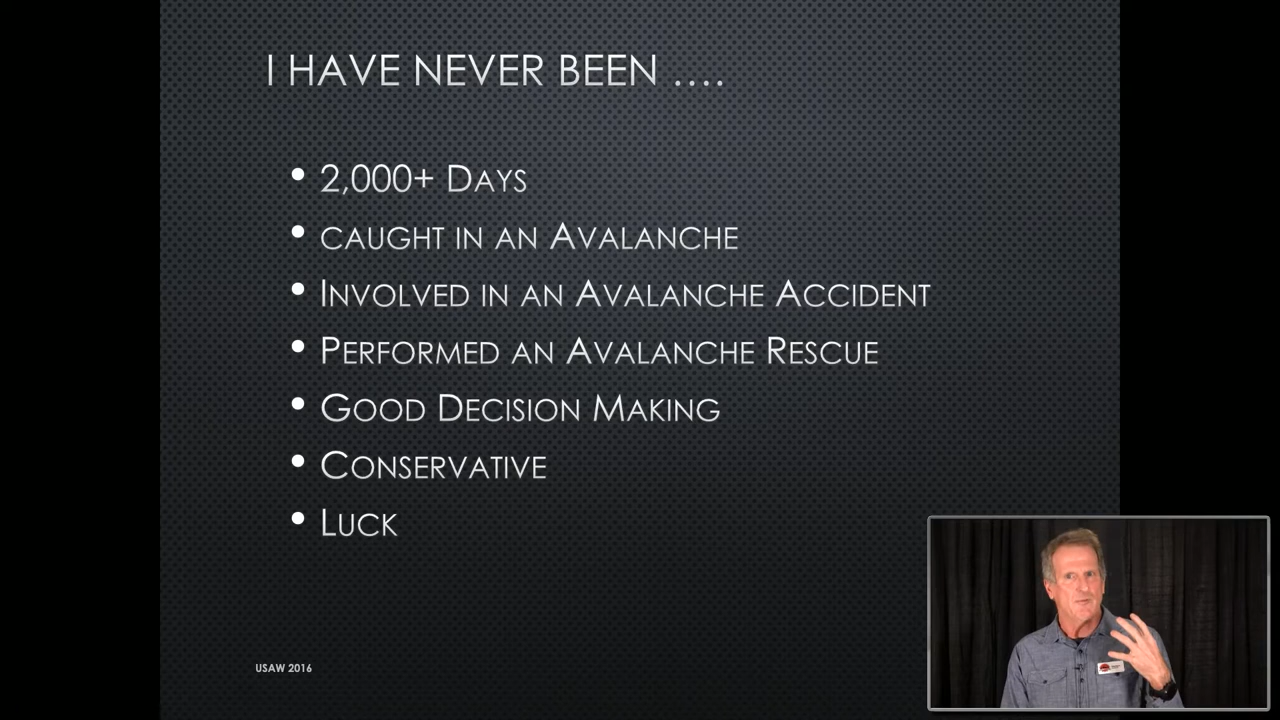 I HAVE NEVER BEEN ....
• 2,000+ DAYS
• CAUGHT IN AN AVALANCHE
• INVOLVED IN AN AVALANCHE ACCIDENT
• PERFORMED AN AVALANCHE RESCUE
• GOOD DECISION MAKING
• CONSERVATIVE
• LUCK
USAW 2016